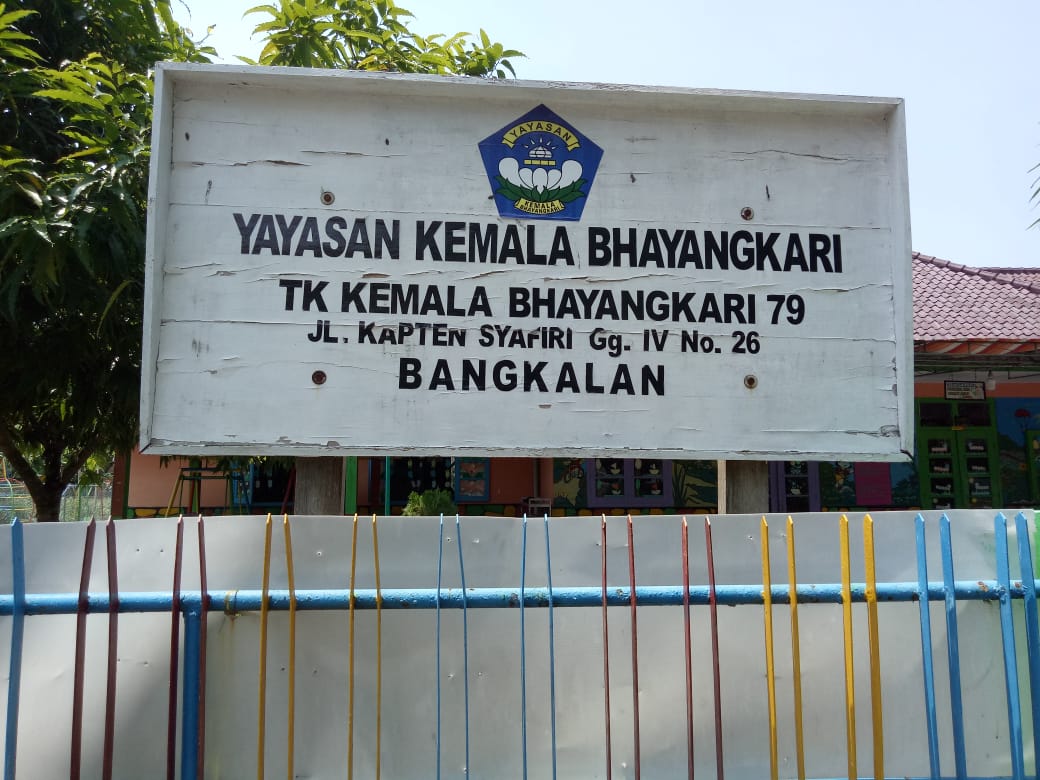 YAYASAN
KEMALA
BHAYANGKARI
YAYASAN KEMALA BHAYANGKARI
TK KEMALA BHAYANGKARI 79
JL. KAPTEN SYAFIRI Gg. IV No. 26
BANGKALAN